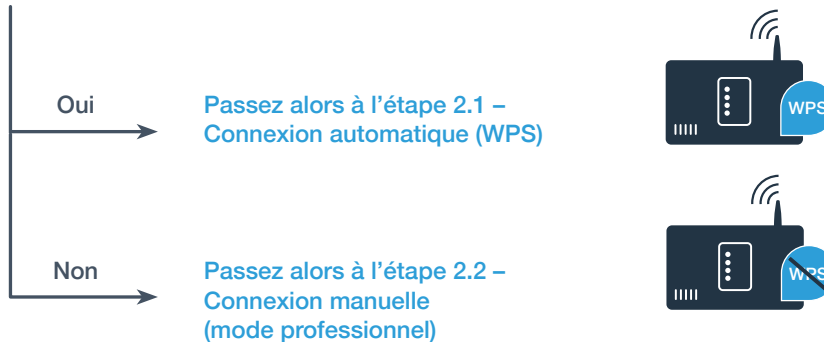 Oui
Passez alors à l'étape 2.1 –
Connexion automatique (WPS)
WPS
Non
Passez alors à l'étape 2.2 –
Connexion manuelle
(mode professionnel)
WPS